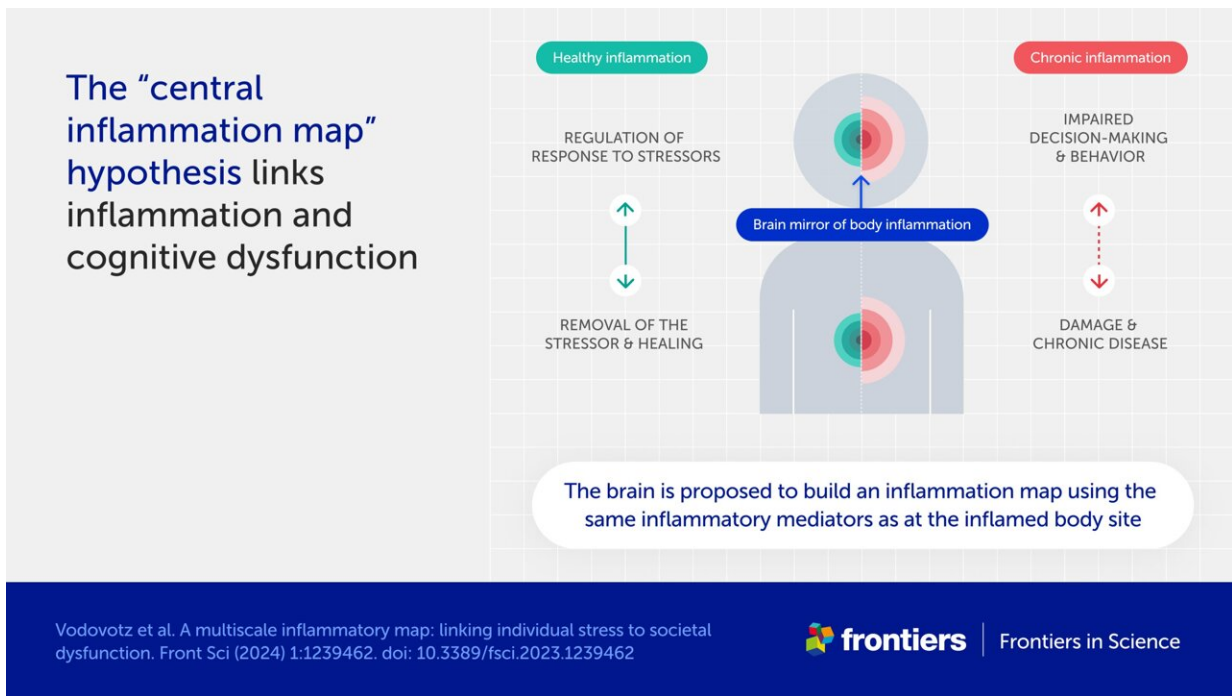 The “central
inflammation map”
hypothesis links
inflammation and
cognitive dysfunction
Healthy inflammation
REGULATION OF
RESPONSE TO STRESSORS
REMOVAL OF THE
STRESSOR & HEALING
Brain mirror of body inflammation
Chronic inflammation
IMPAIRED
DECISION-MAKING
& BEHAVIOR
DAMAGE &
CHRONIC DISEASE
The brain is proposed to build an inflammation map using the
same inflammatory mediators as at the inflamed body site
Vodovotz et al. A multiscale inflammatory map: linking individual stress to societal
dysfunction. Front Sci (2024) 1:1239462. doi: 10.3389/fsci.2023.1239462
frontiers
Frontiers in Science